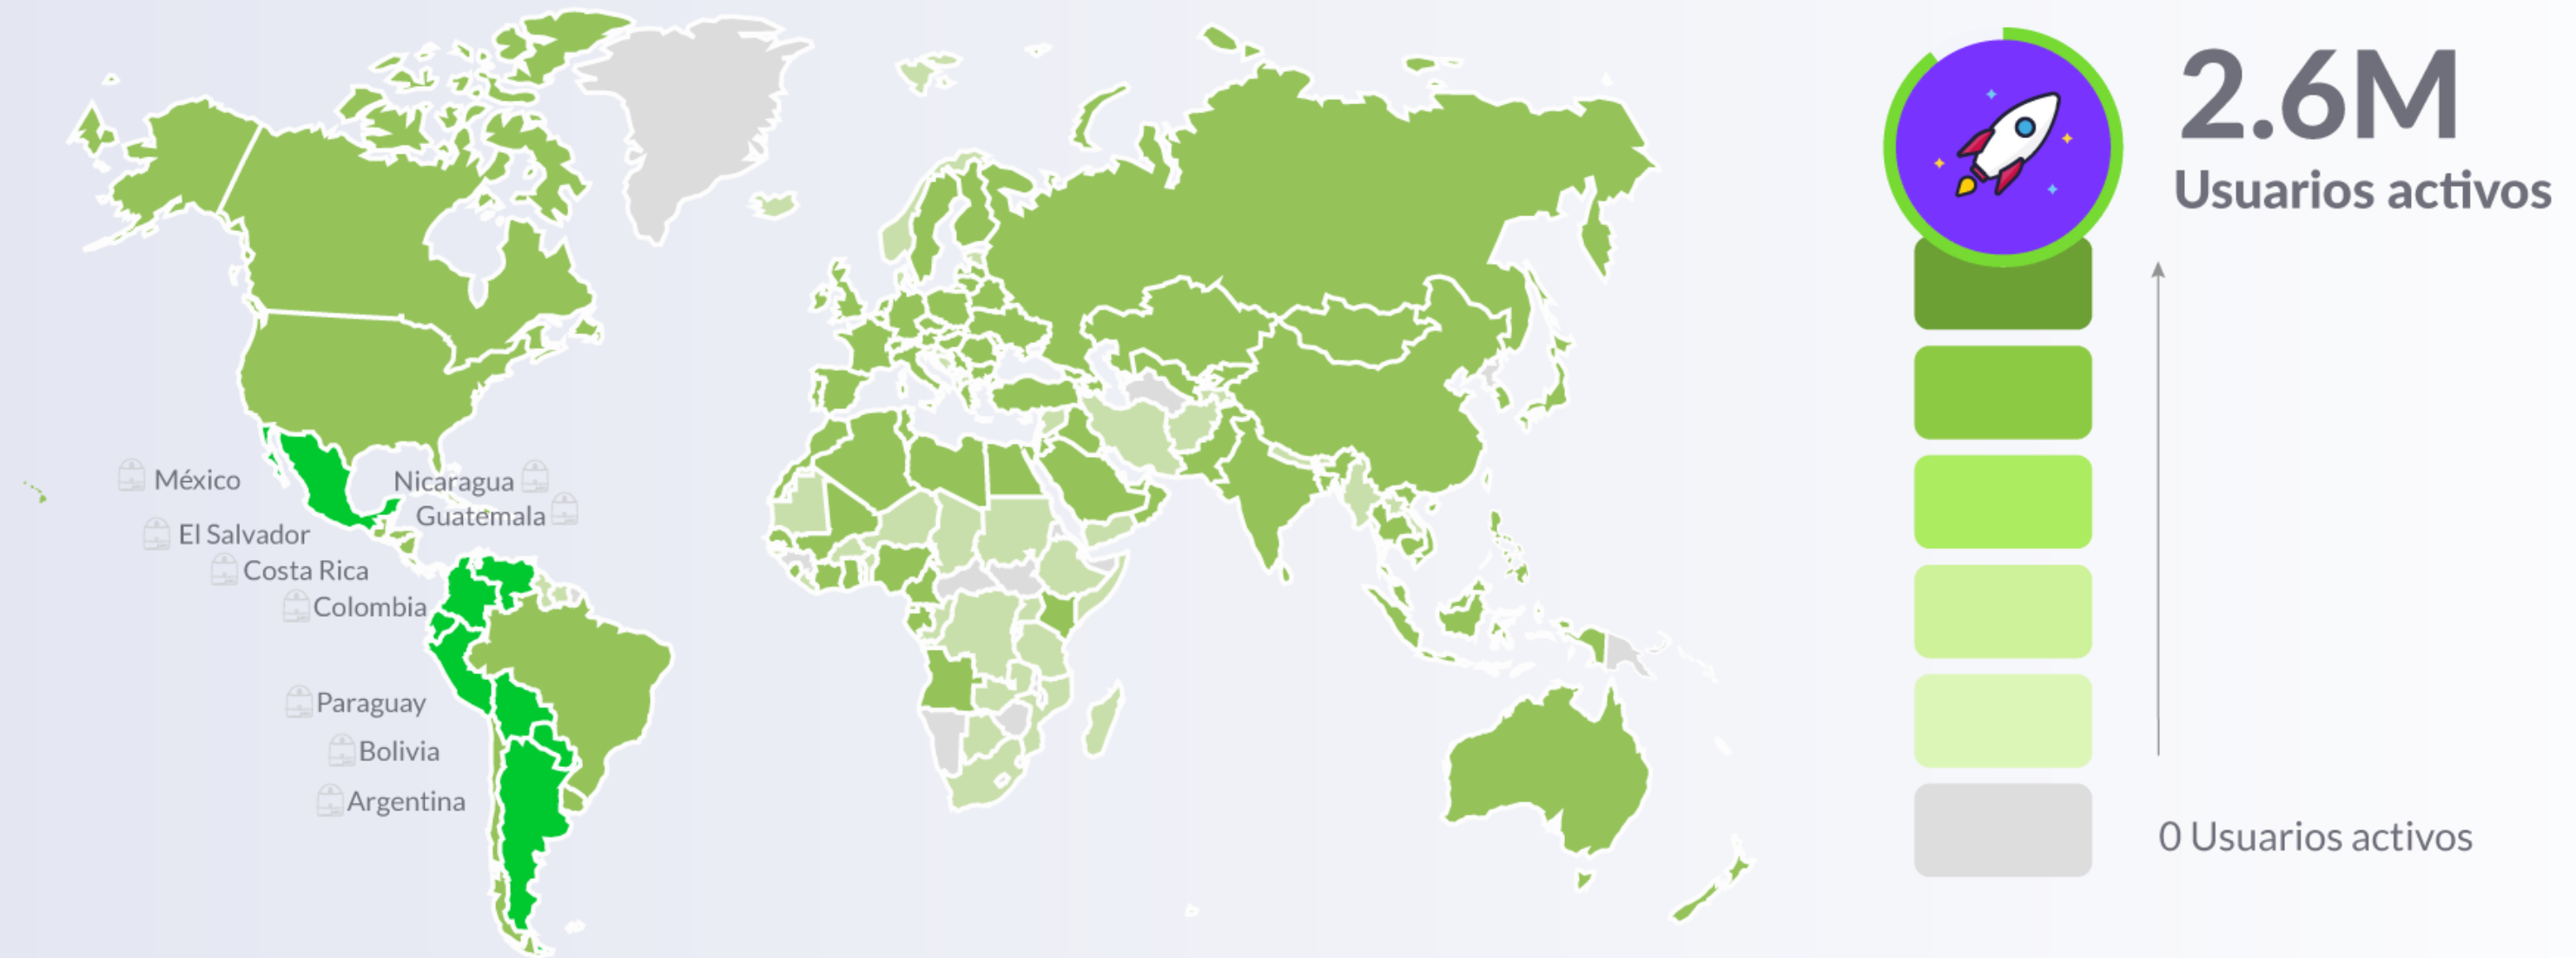 2.6M
Usuarios activos
México
Nicaragua
Guatemala
El Salvador
Costa Rica
Colombia
Paraguay
Bolivia
Argentina
0 Usuarios activos